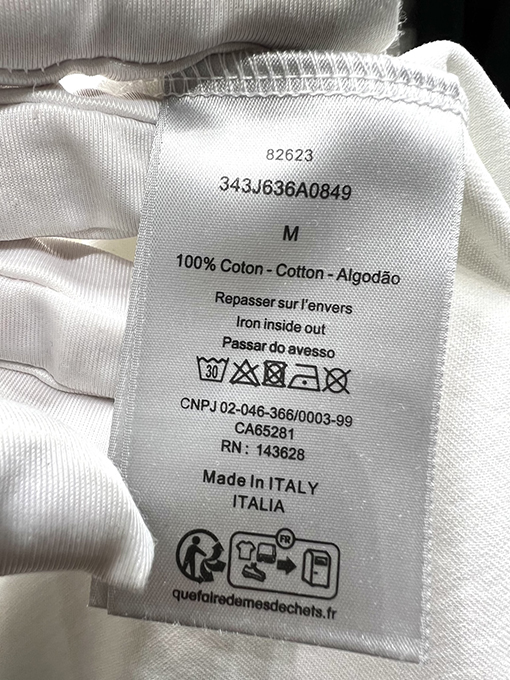 82623
343J636A0849
M
100% Coton - Cotton - Algodão
Repasser sur l'envers
Iron inside out
Passar do avesso
30
CNPJ 02-046-366/0003-99
CA65281
RN : 143628
Made In ITALY
ITALIA
FR
quefairedemesdechets.fr